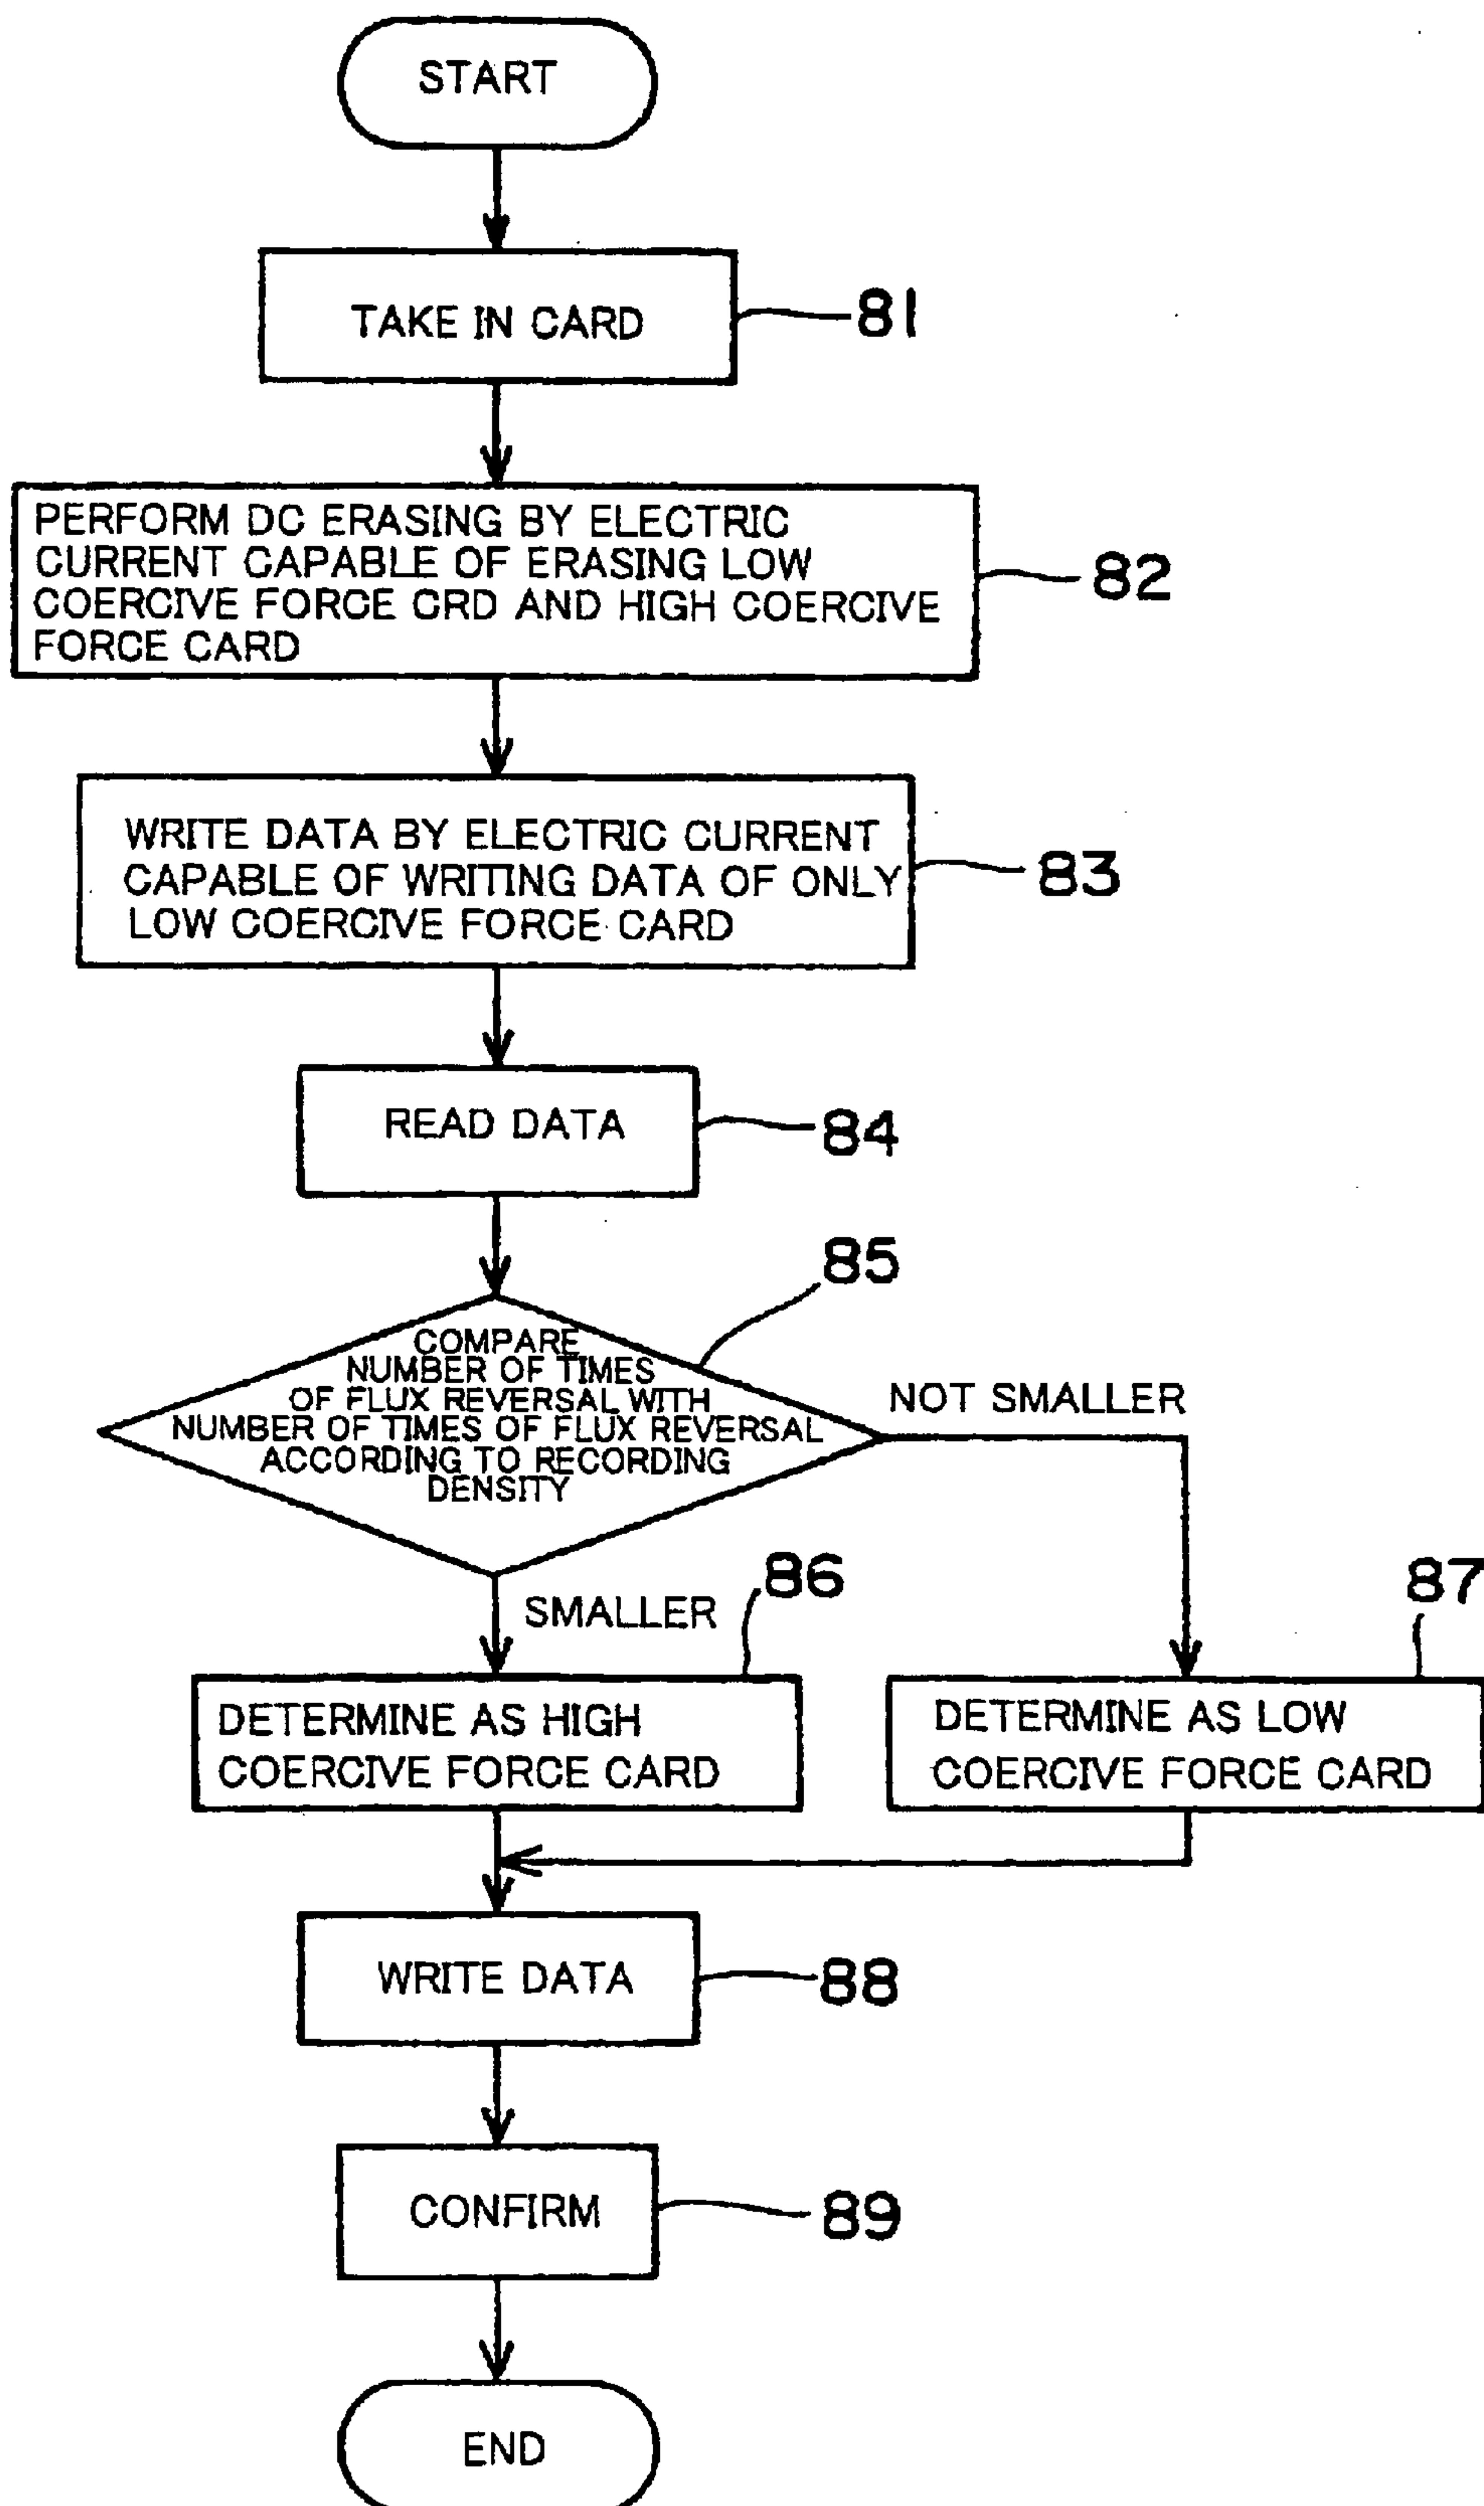 START
TAKE IN CARD
81
PERFORM DC ERASING BY ELECTRIC
CURRENT CAPABLE OF ERASING LOW
COERCIVE FORCE CRD AND HIGH COERCIVE
FORCE CARD
82
WRITE DATA BY ELECTRIC CURRENT
CAPABLE OF WRITING DATA OF ONLY
LOW COERCIVE FORCE CARD
83
READ DATA
84
85
COMPARE
NUMBER OF TIMES
OF FLUX REVERSAL WITH
NUMBER OF TIMES OF FLUX REVERSAL
ACCORDING TO RECORDING
DENSITY
NOT SMALLER
SMALLER
86
87
DETERMINE AS HIGH
COERCIVE FORCE CARD
DETERMINE AS LOW
COERCIVE FORCE CARD
WRITE DATA
88
CONFIRM
89
END